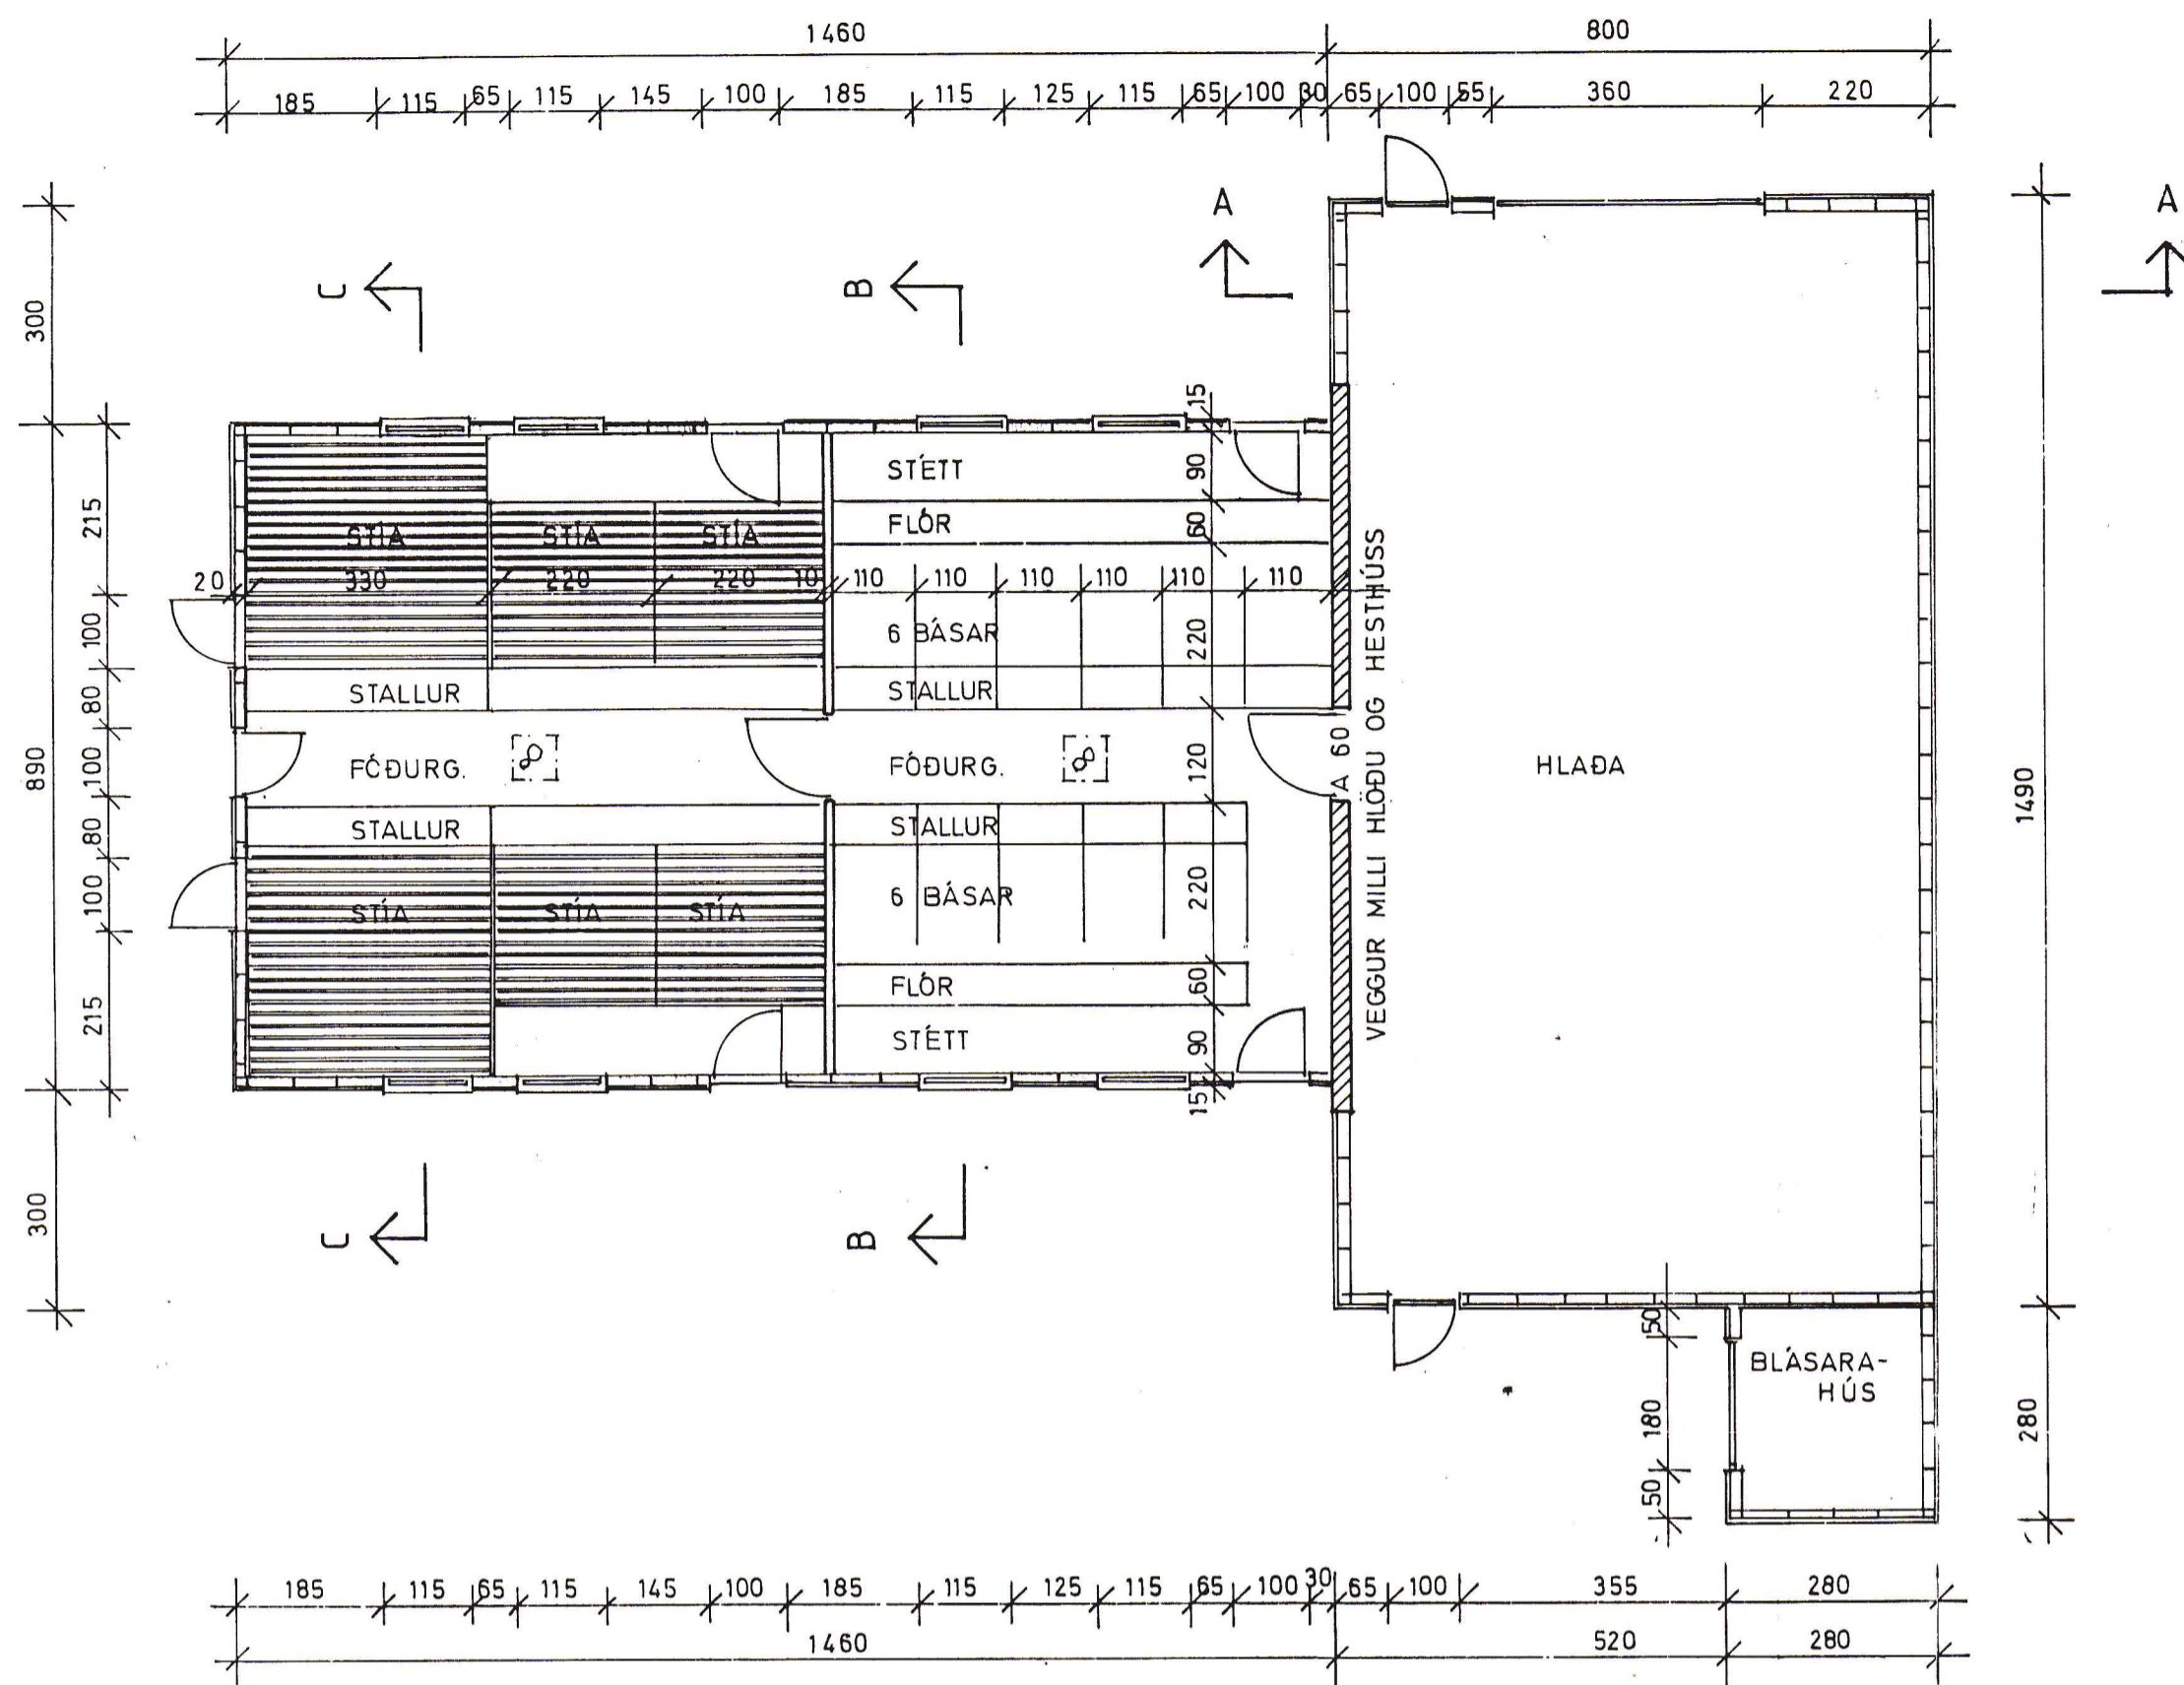 1460 800
185 115 65 115 145 100 185 115 125 115 65 100 30 65 100 55 360 220
A A
C B
300
15
STÉTT 90
FLÓR 60
STÍA STÍA STÍA
215
20 330 220 220 10 110 110 110 110 110 110
100
6 BÁSAR 220
STALLUR STALLUR
80
890
100
FÓÐURG. 8 FÓÐURG. 8 120
A 60
VEGGUR MILLI HLÖÐU OG HESTHÚSS
HLAÐA
1490
80
STALLUR STALLUR
100
STÍA STÍA STÍA 6 BÁSAR 220
FLÓR 60
215
STÉTT 90
15
300
C B
50
BLÁSARA-
HÚS
180
280
50
185 115 65 115 145 100 185 115 125 115 65 100 30 65 100 355 280
1460 520 280